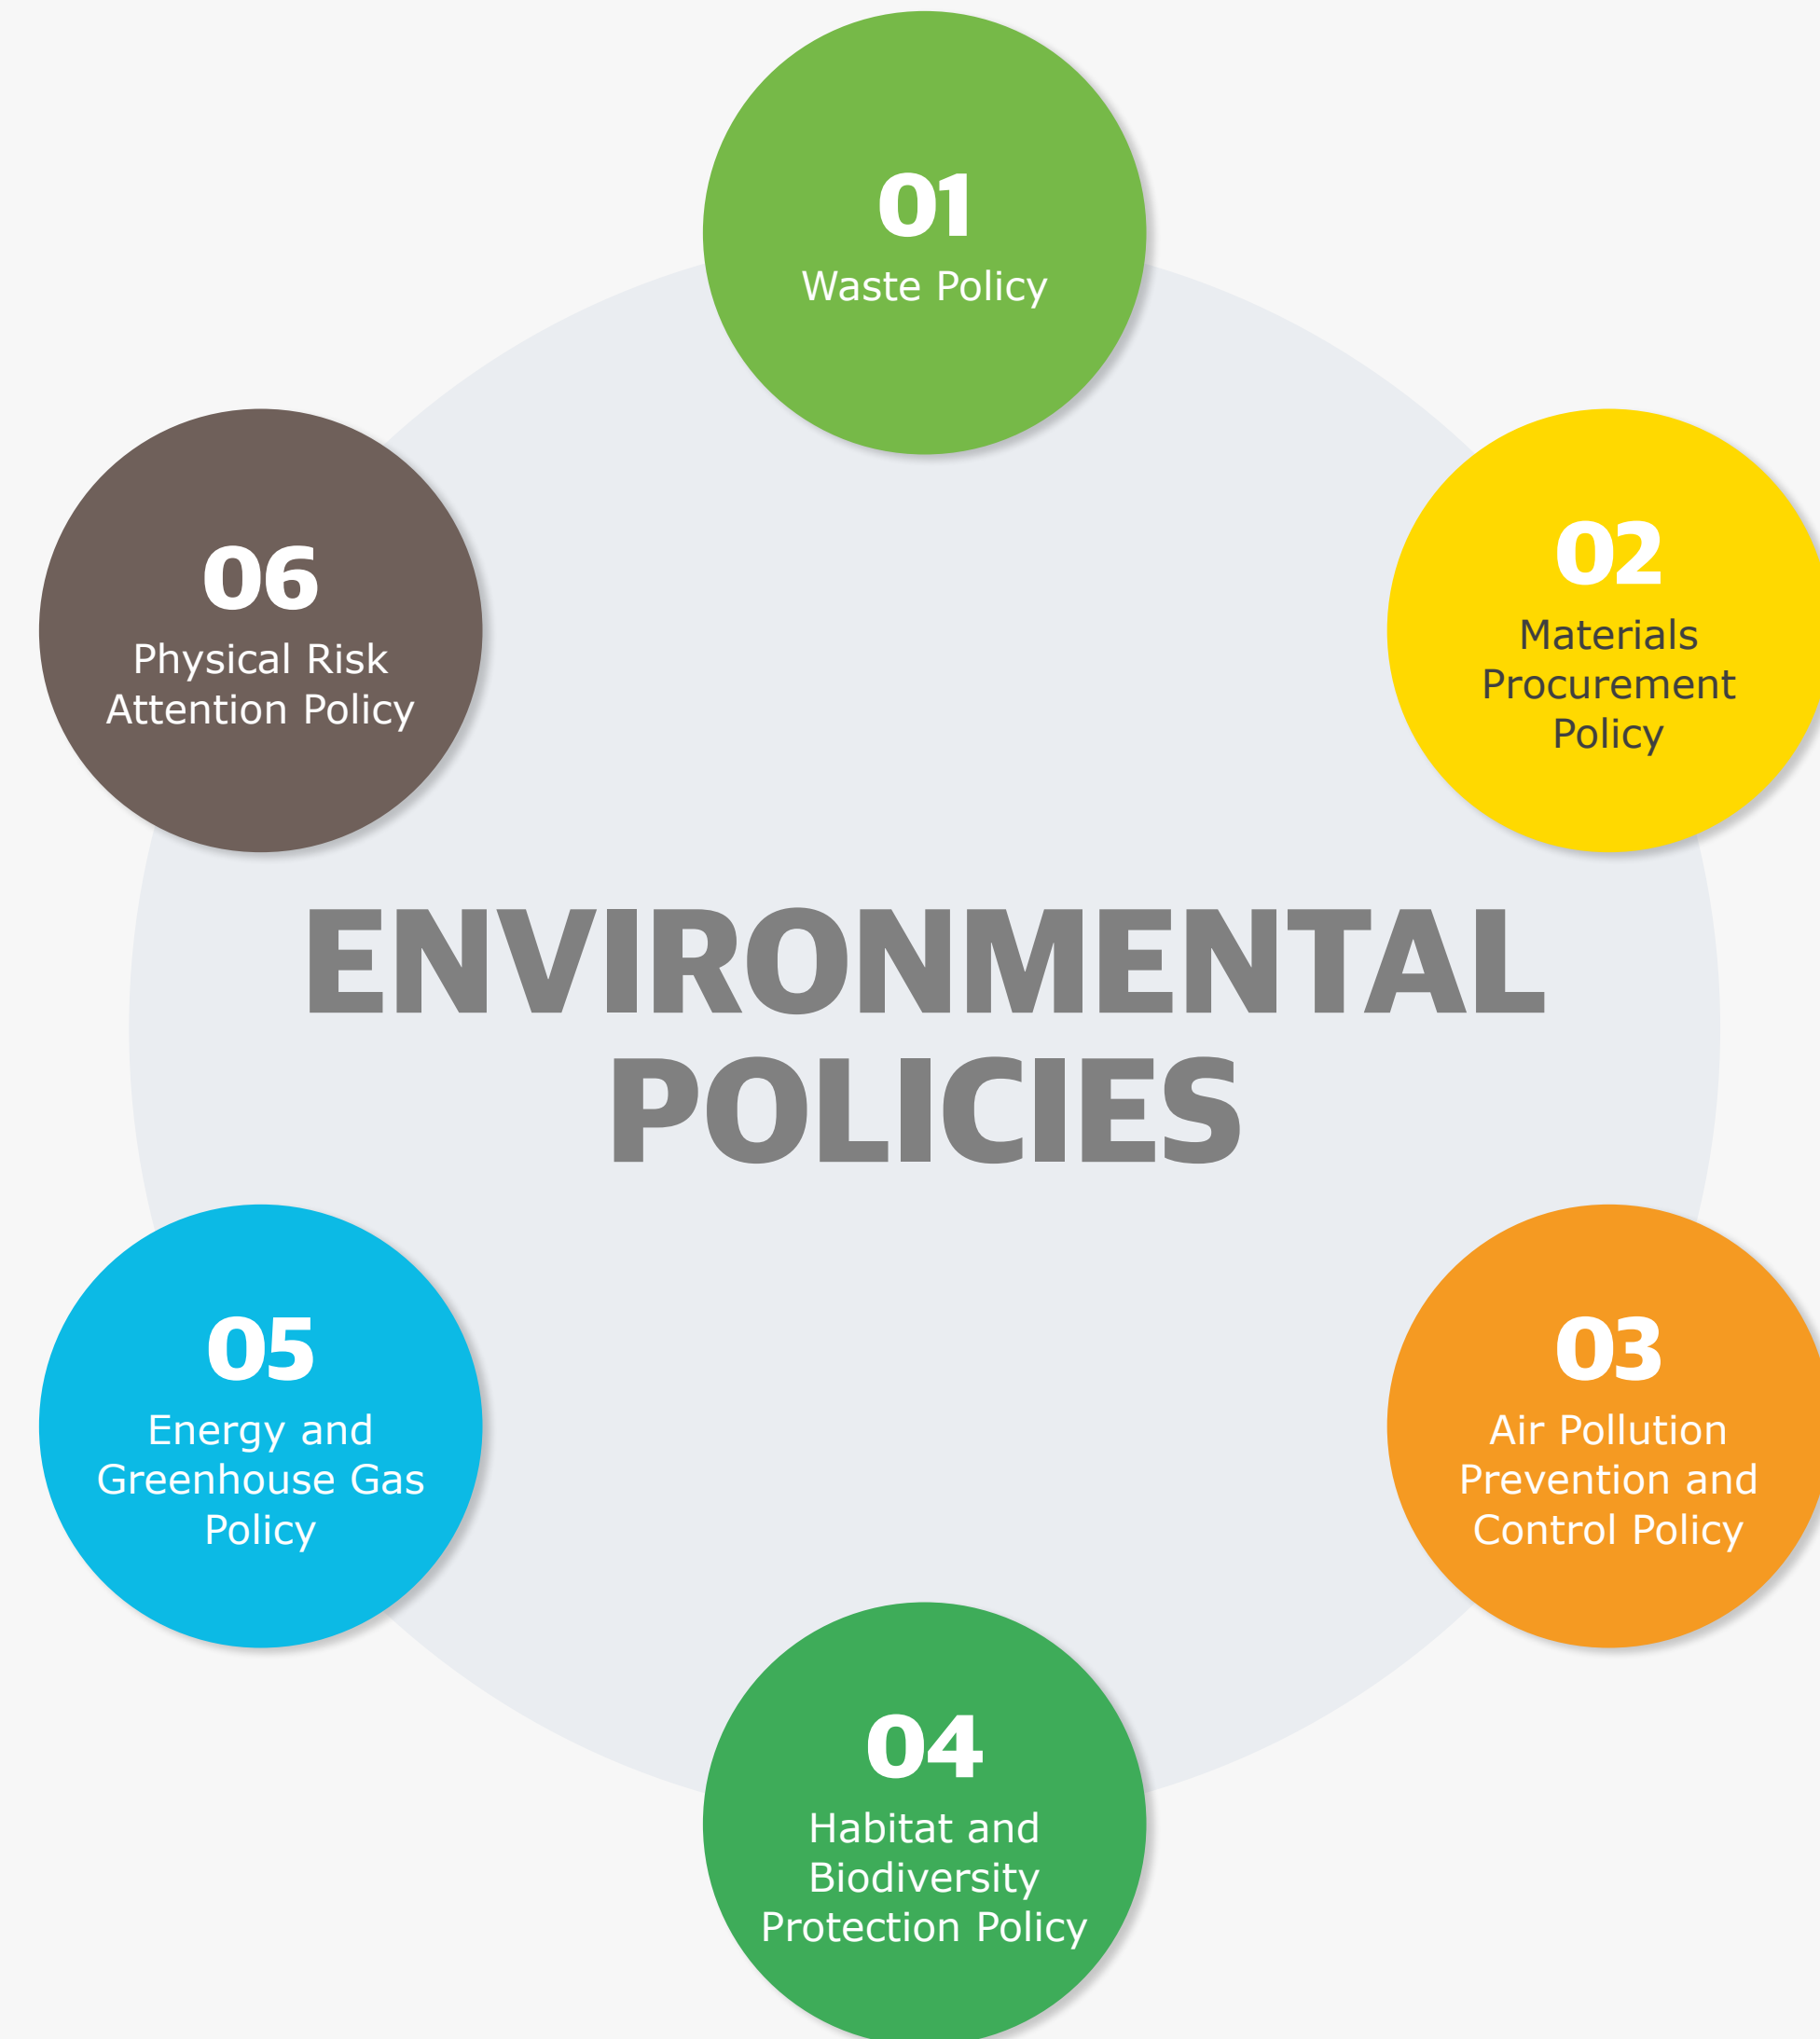 01
Waste Policy
02
Materials
Procurement
Policy
03
Air Pollution
Prevention and
Control Policy
04
Habitat and
Biodiversity
Protection Policy
05
Energy and
Greenhouse Gas
Policy
06
Physical Risk
Attention Policy
ENVIRONMENTAL
POLICIES